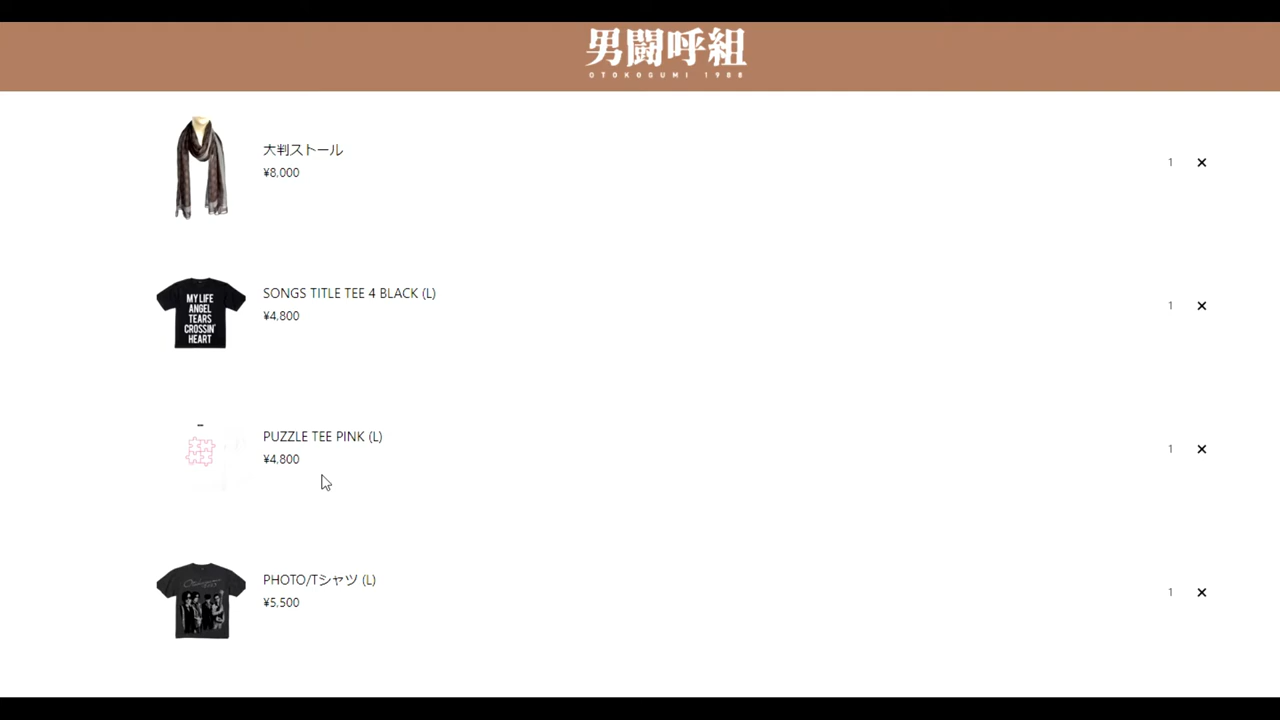 男闘呼組
OTOKOGUMI 1988
大判ストール
¥8,000
1
SONGS TITLE TEE 4 BLACK (L)
¥4,800
1
MY LIFE
ANGEL
TEARS
CROSSIN'
HEART
PUZZLE TEE PINK (L)
¥4,800
1
PHOTO/Tシャツ (L)
¥5,500
1